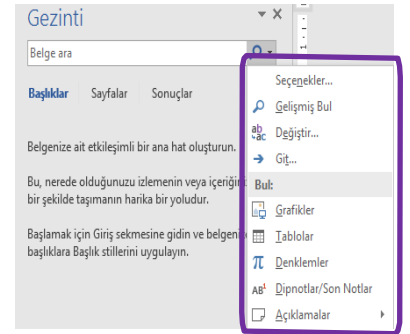 Gezinti
Belge ara
Başlıklar Sayfalar Sonuçlar
Belgenize ait etkileşimli bir ana hat oluşturun.
Bu, nerede olduğunuzu izlemenin veya içeriğini
bir şekilde taşımanın harika bir yoludur.
Başlamak için Giriş sekmesine gidin ve belgeniz
başlıklara Başlık stillerini uygulayın.
Seçenekler...
Gelişmiş Bul
Değiştir...
Git...
Bul:
Grafikler
Tablolar
Denklemler
Dipnotlar/Son Notlar
Açıklamalar